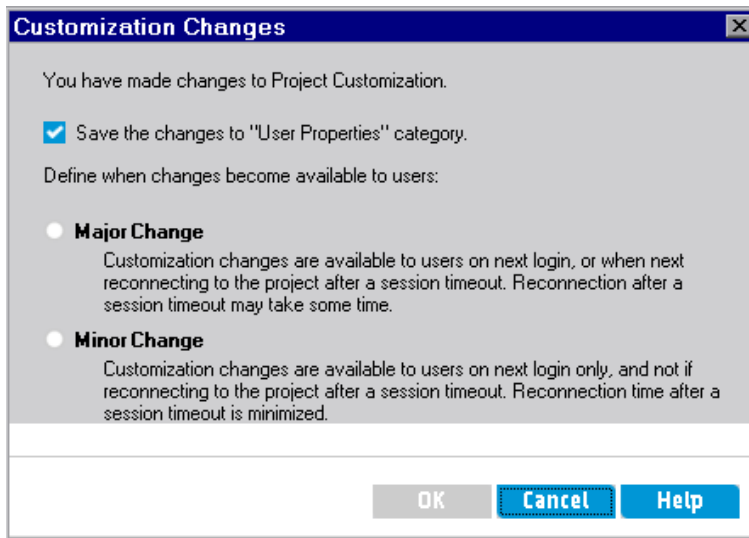 Customization Changes
You have made changes to Project Customization.
Save the changes to "User Properties" category.
Define when changes become available to users:
Major Change
Customization changes are available to users on next login, or when next
reconnecting to the project after a session timeout. Reconnection after a
session timeout may take some time.
Minor Change
Customization changes are available to users on next login only, and not if
reconnecting to the project after a session timeout. Reconnection time after a
session timeout is minimized.
OK Cancel Help